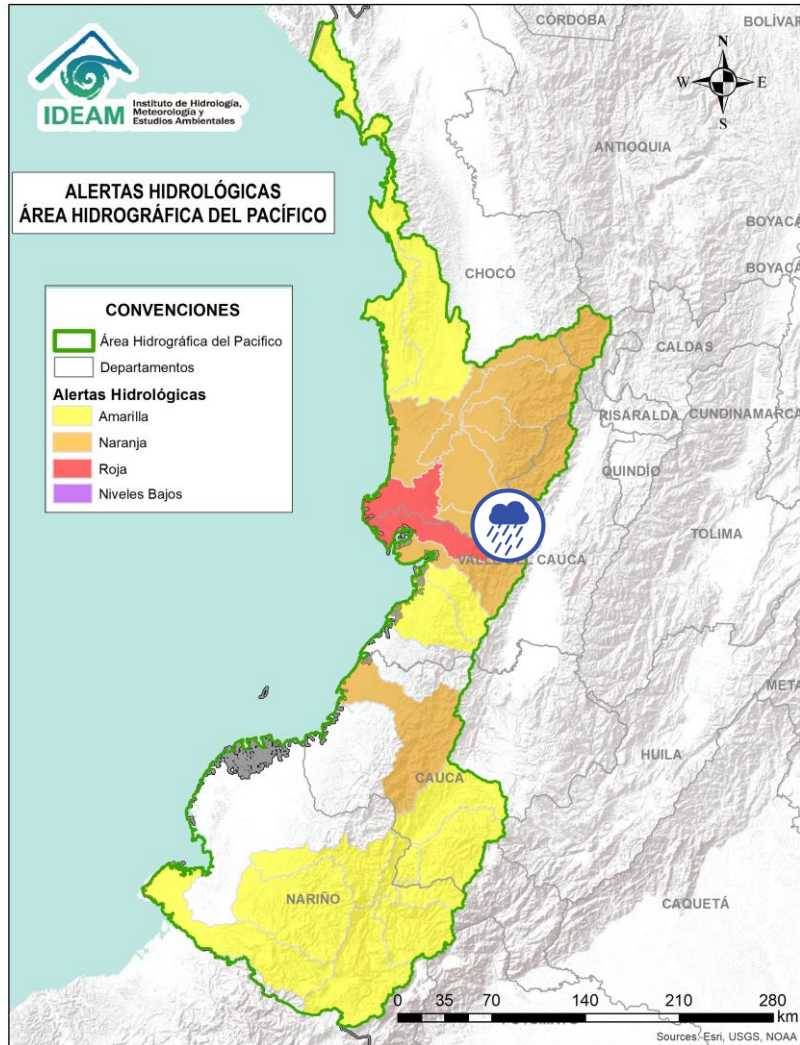 CÓRDOBA
BOLÍVAR
IDEAM
Instituto de Hidrología,
Meteorología y
Estudios Ambientales
N
W E
S
ANTIOQUIA
ALERTAS HIDROLÓGICAS
ÁREA HIDROGRÁFICA DEL PACÍFICO
BOYACÁ
BOYACÁ
CHOCÓ
CONVENCIONES
Área Hidrográfica del Pacifico
Departamentos
Alertas Hidrológicas
Amarilla
Naranja
Roja
Niveles Bajos
CALDAS
RISARALDA
CUNDINAMARCA
QUINDÍO
TOLIMA
VALLE DEL CAUCA
META
HUILA
CAUCA
NARIÑO
CAQUETÁ
0 35 70 140 210 280
km
Sources: Esri, USGS, NOAA